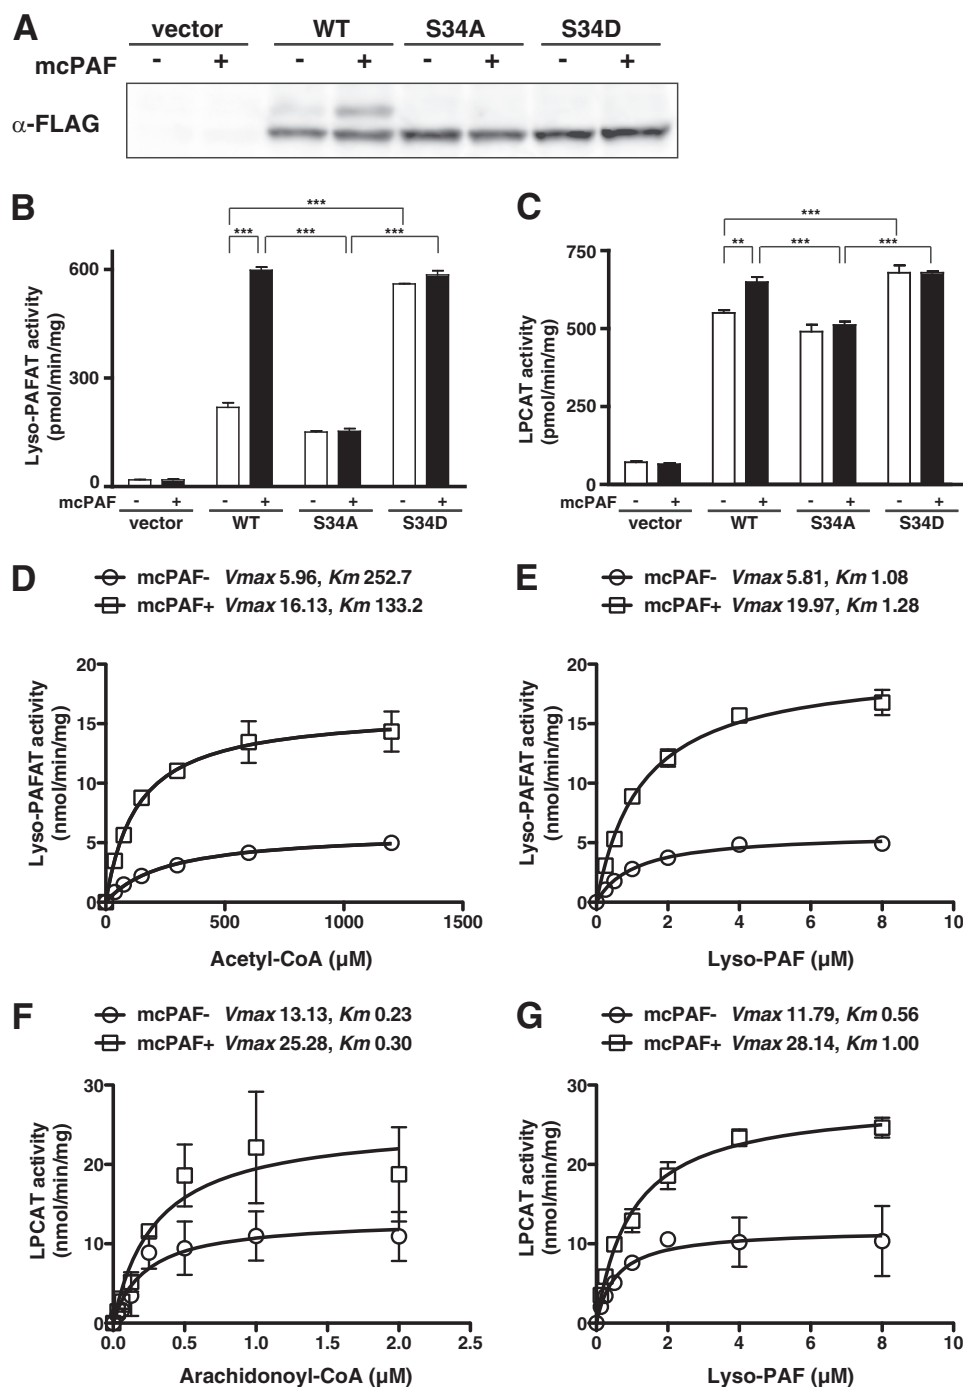 A
vector WT S34A S34D
mcPAF - + - + - + - +
α-FLAG
B
*** 
*** *** ***
Lyso-PAFAT activity
(pmol/min/mg)
600
300
0
mcPAF - + - + - + - +
vector WT S34A S34D
C
***
** *** ***
LPCAT activity
(pmol/min/mg)
750
500
250
0
mcPAF - + - + - + - +
vector WT S34A S34D
D
mcPAF- Vmax 5.96, Km 252.7
mcPAF+ Vmax 16.13, Km 133.2
Lyso-PAFAT activity
(nmol/min/mg)
20
15
10
5
0
0 500 1000 1500
Acetyl-CoA (µM)
E
mcPAF- Vmax 5.81, Km 1.08
mcPAF+ Vmax 19.97, Km 1.28
Lyso-PAFAT activity
(nmol/min/mg)
20
15
10
5
0
0 2 4 6 8 10
Lyso-PAF (µM)
F
mcPAF- Vmax 13.13, Km 0.23
mcPAF+ Vmax 25.28, Km 0.30
LPCAT activity
(nmol/min/mg)
30
20
10
0
0.0 0.5 1.0 1.5 2.0 2.5
Arachidonoyl-CoA (µM)
G
mcPAF- Vmax 11.79, Km 0.56
mcPAF+ Vmax 28.14, Km 1.00
LPCAT activity
(nmol/min/mg)
30
20
10
0
0 2 4 6 8 10
Lyso-PAF (µM)